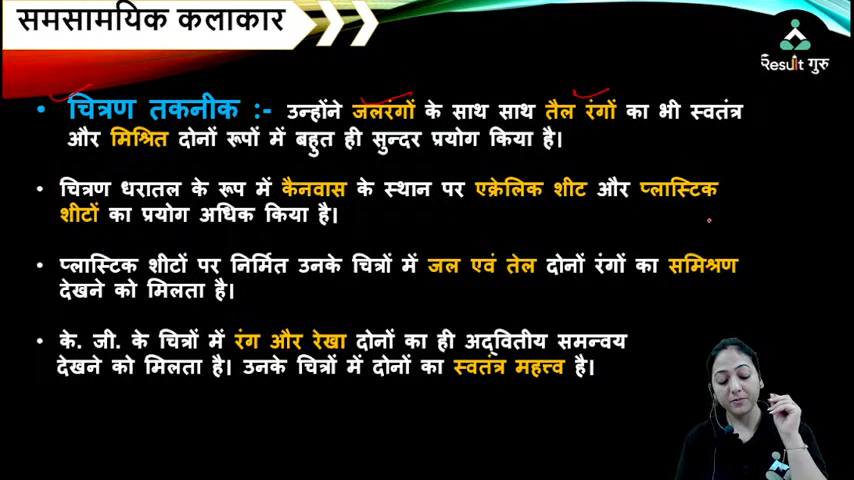 समसामयिक कलाकार
Result गुरु
• चित्रण तकनीक :- उन्होंने जलरंगों के साथ साथ तैल रंगों का भी स्वतंत्र
और मिश्रित दोनों रूपों में बहुत ही सुन्दर प्रयोग किया है।
• चित्रण धरातल के रूप में कैनवास के स्थान पर एक्रेलिक शीट और प्लास्टिक
शीटों का प्रयोग अधिक किया है।
• प्लास्टिक शीटों पर निर्मित उनके चित्रों में जल एवं तेल दोनों रंगों का समिश्रण
देखने को मिलता है।
• के. जी. के चित्रों में रंग और रेखा दोनों का ही अद्वितीय समन्वय
देखने को मिलता है। उनके चित्रों में दोनों का स्वतंत्र महत्त्व है।